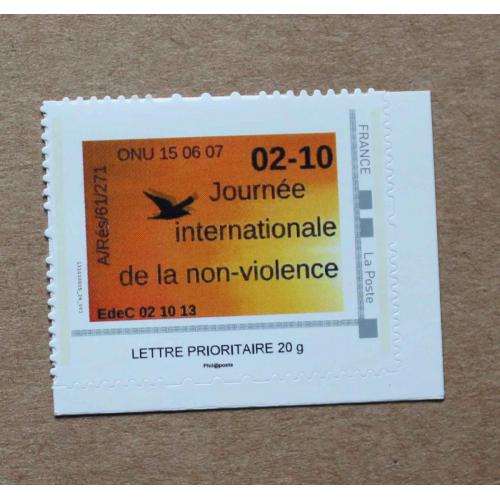 ONU 15 06 07
02-10
A/Rés/61/271
Journée
internationale
de la non-violence
EdeC 02 10 13
FRANCE
La Poste
LETTRE PRIORITAIRE 20 g
Phil@poste